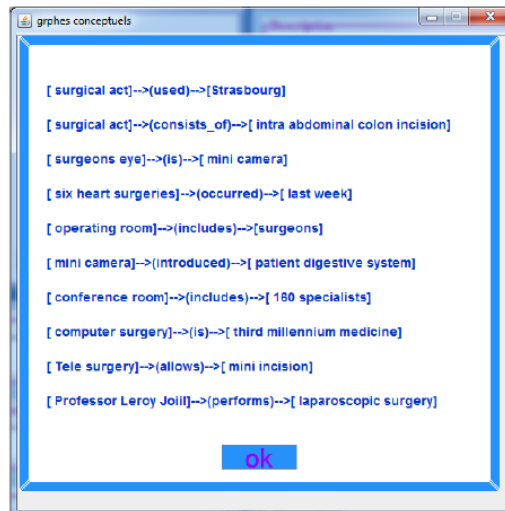 grphes conceptuels
[ surgical act]-->(used)-->[Strasbourg]
[ surgical act]-->(consists_of)-->[ intra abdominal colon incision]
[ surgeons eye]-->(is)-->[ mini camera]
[ six heart surgeries]-->(occurred)-->[ last week]
[ operating room]-->(includes)-->[surgeons]
[ mini camera]-->(introduced)-->[ patient digestive system]
[ conference room]-->(includes)-->[ 160 specialists]
[ computer surgery]-->(is)-->[ third millennium medicine]
[ Tele surgery]-->(allows)-->[ mini incision]
[ Professor Leroy Joiil]-->(performs)-->[ laparoscopic surgery]
ok